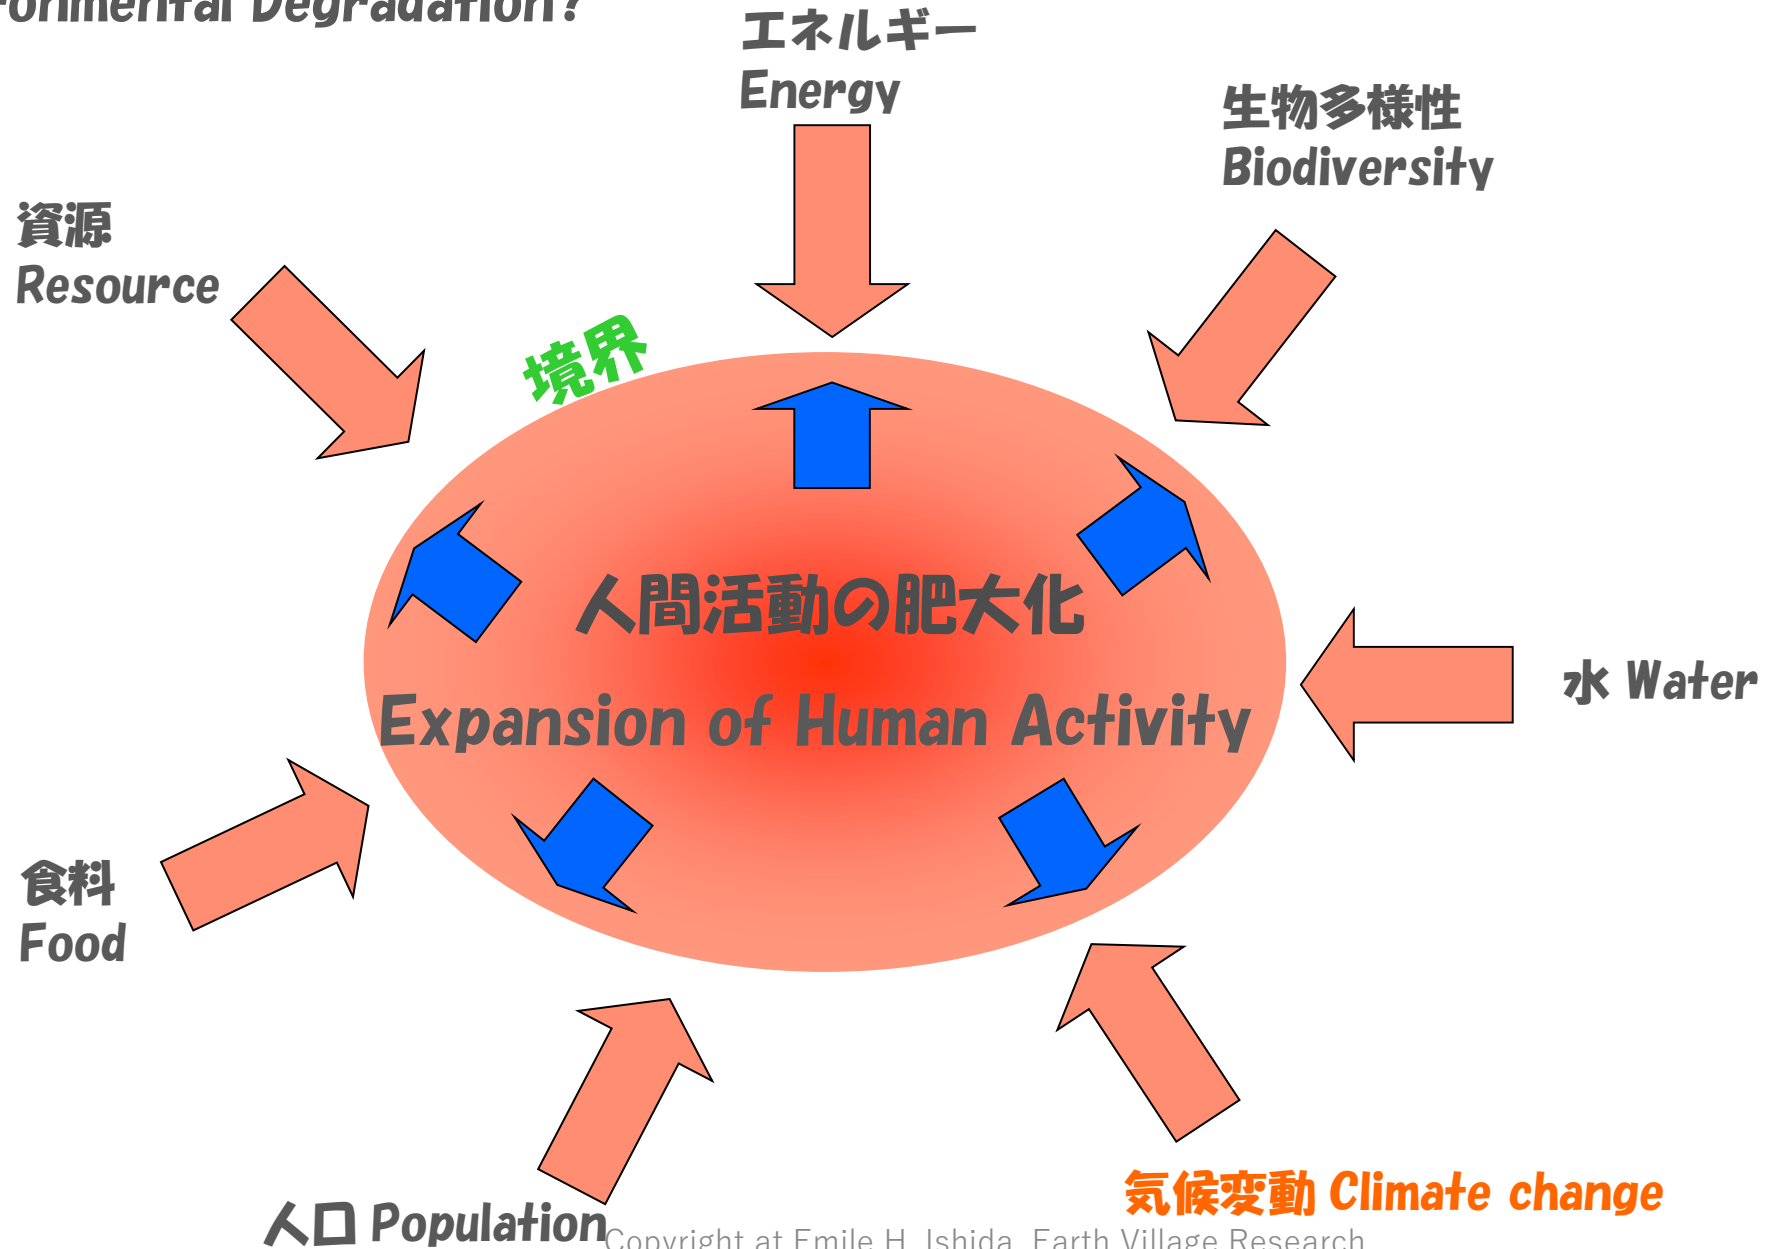 Degradation?
エネルギー
Energy
生物多様性
Biodiversity
資源
Resource
境界
人間活動の肥大化
Expansion of Human Activity
水 Water
食料
Food
気候変動 Climate change
人口 Population
Copyright at Emile H. Ishida, Earth Village Research